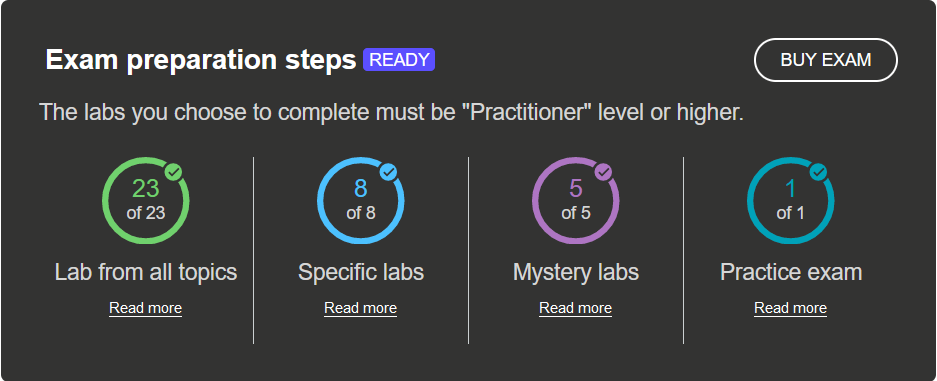 Exam preparation steps READY
BUY EXAM
The labs you choose to complete must be "Practitioner" level or higher.
23
of 23
Lab from all topics
Read more
8
of 8
Specific labs
Read more
5
of 5
Mystery labs
Read more
1
of 1
Practice exam
Read more